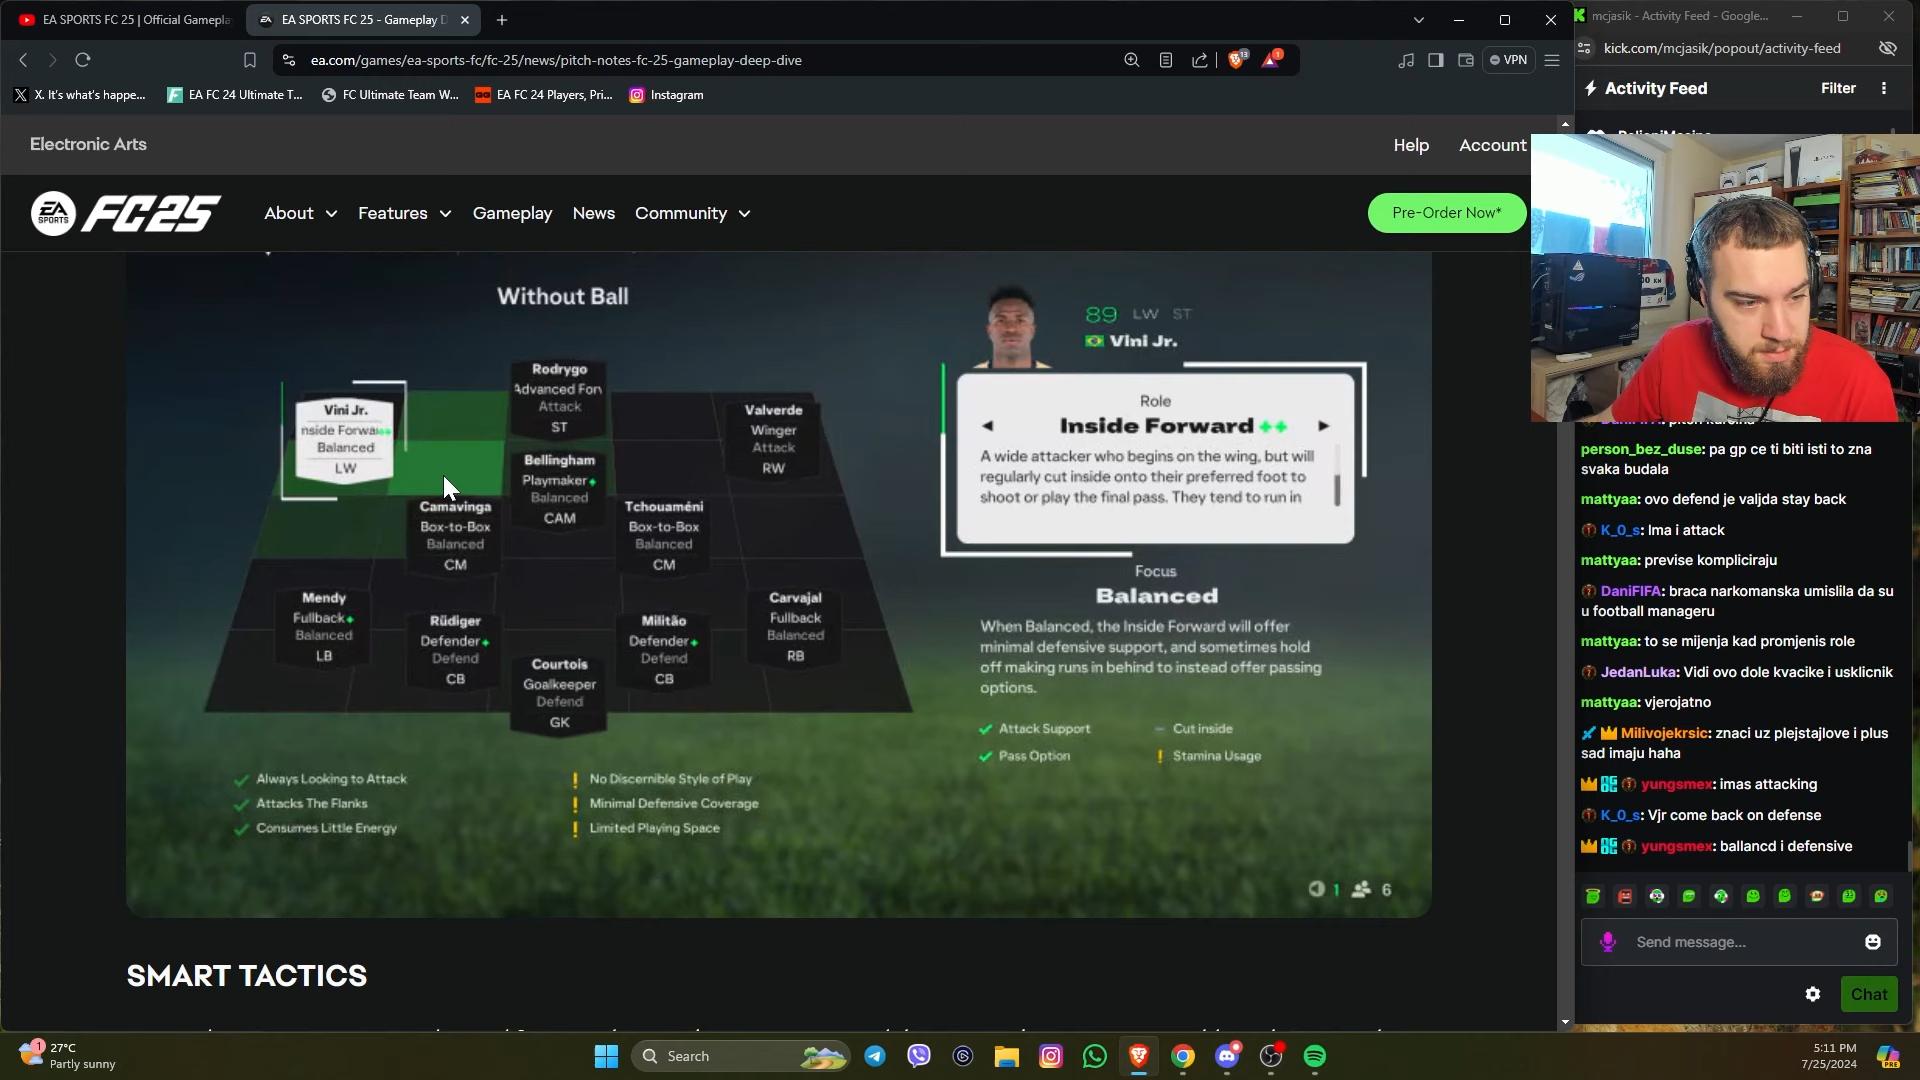 EA SPORTS FC 25 | Official Gamepla
EA SPORTS FC 25 - Gameplay D
mcjasik - Activity Feed - Google...
ea.com/games/ea-sports-fc/fc-25/news/pitch-notes-fc-25-gameplay-deep-dive
13
1
VPN
kick.com/mcjasik/popout/activity-feed
X. It's what's happe...
EA FC 24 Ultimate T...
FC Ultimate Team W...
EA FC 24 Players, Pri...
Instagram
Activity Feed
Filter
Electronic Arts
Help
Account
EA SPORTS FC25
About
Features
Gameplay
News
Community
Pre-Order Now*
Without Ball
89 LW ST
Vini Jr.
Rodrygo
Advanced Forv
Attack
ST
Vini Jr.
nside Forwar++
Balanced
LW
Valverde
Winger
Attack
RW
Bellingham
Playmaker+
Balanced
CAM
Camavinga
Box-to-Box
Balanced
CM
Tchouaméni
Box-to-Box
Balanced
CM
Mendy
Fullback+
Balanced
LB
Rüdiger
Defender+
Defend
CB
Militão
Defender+
Defend
CB
Carvajal
Fullback
Balanced
RB
Courtois
Goalkeeper
Defend
GK
Role
Inside Forward ++
A wide attacker who begins on the wing, but will
regularly cut inside onto their preferred foot to
shoot or play the final pass. They tend to run in
Focus
Balanced
When Balanced, the Inside Forward will offer
minimal defensive support, and sometimes hold
off making runs in behind to instead offer passing
options.
Attack Support
Cut inside
Pass Option
Stamina Usage
Always Looking to Attack
Attacks The Flanks
Consumes Little Energy
No Discernible Style of Play
Minimal Defensive Coverage
Limited Playing Space
1
6
SMART TACTICS
person_bez_duse: pa gp ce ti biti isti to zna
svaka budala
mattyaa: ovo defend je valjda stay back
K_0_s: Ima i attack
mattyaa: previse kompliciraju
DaniFIFA: braca narkomanska umislila da su
u football manageru
mattyaa: to se mijenja kad promjenis role
JedanLuka: Vidi ovo dole kvacike i usklicnik
mattyaa: vjerojatno
Milivojekrsic: znaci uz plejstajlove i plus
sad imaju haha
yungsmex: imas attacking
K_0_s: Vjr come back on defense
yungsmex: ballancd i defensive
Send message...
Chat
1
27°C
Partly sunny
Search
5:11 PM
7/25/2024